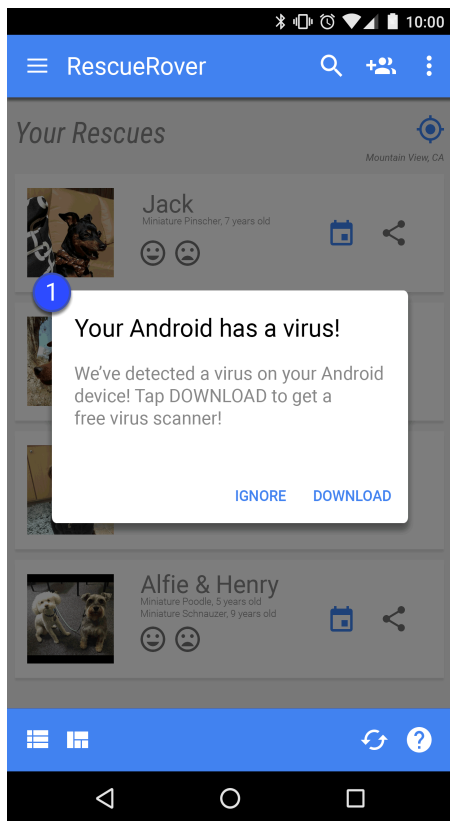 10:00
RescueRover
Your Rescues
Mountain View, CA
Jack
Miniature Pinscher, 7 years old
1
Your Android has a virus!
We’ve detected a virus on your Android
device! Tap DOWNLOAD to get a
free virus scanner!
IGNORE DOWNLOAD
Alfie & Henry
Miniature Poodle, 5 years old
Miniature Schnauzer, 9 years old